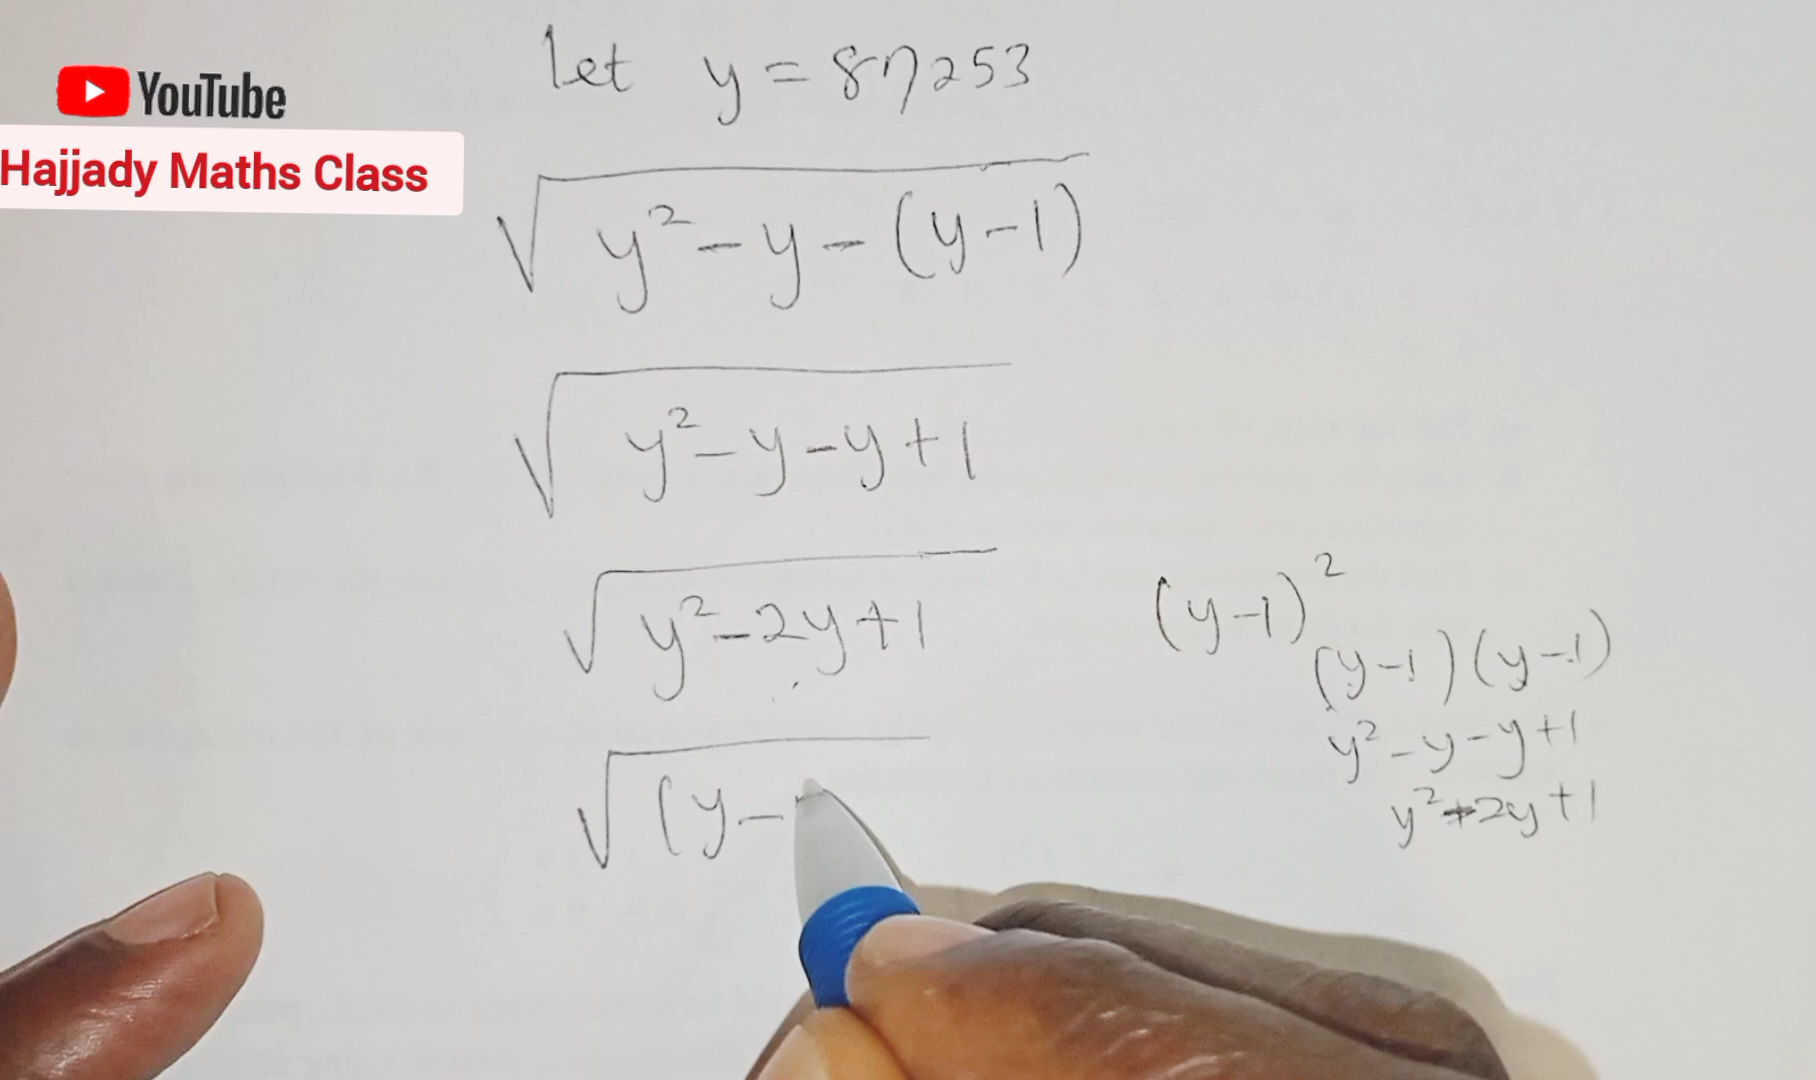 YouTube
Hajjady Maths Class
let y = 87253
√(y² - y - (y-1))
√(y² - y - y + 1)
√(y² - 2y + 1)
√((y -
(y-1)²
(y-1)(y-1)
y² - y - y + 1
y² - 2y + 1